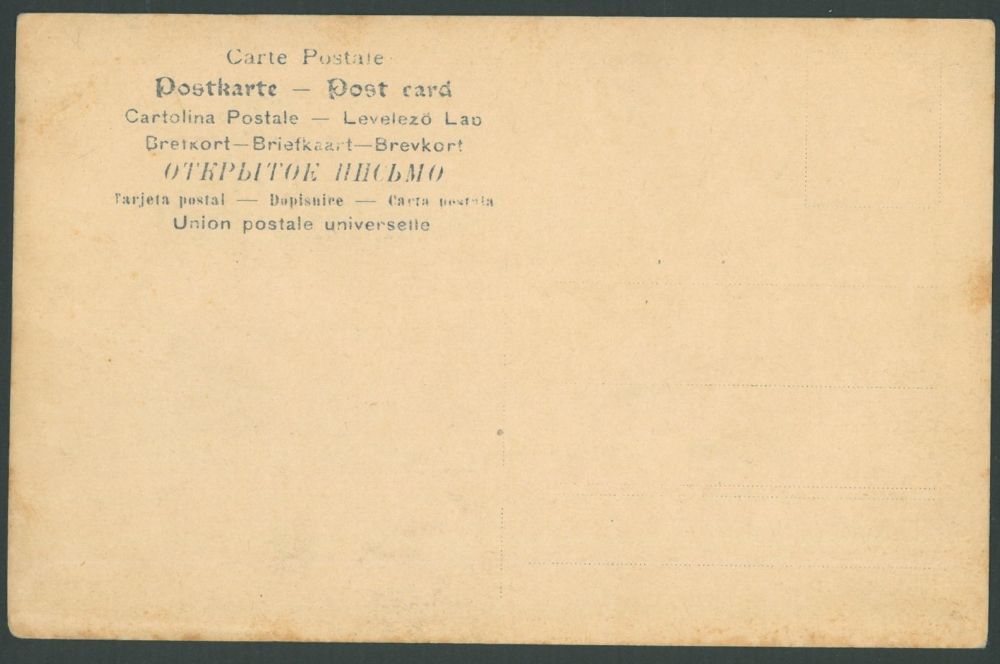 Carte Postale
Postkarte — Post card
Cartolina Postale — Levelező Lap
Bretkort—Briefkaart—Brevkort
ОТКРЫТОЕ ПИСЬМО
Tarjeta postal — Dopisnice — Carta postala
Union postale universelle